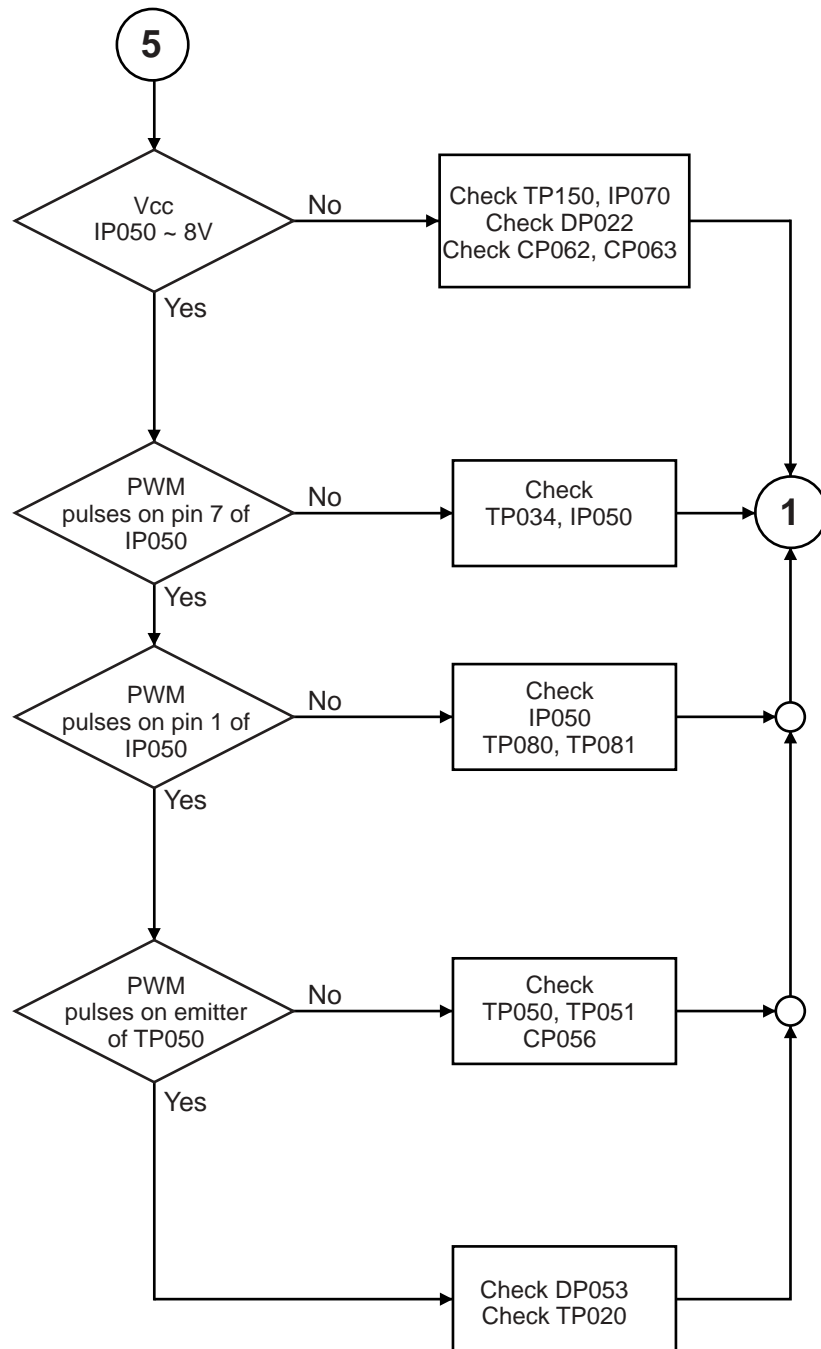 5
Vcc
IP050 ~ 8V
No
Check TP150, IP070
Check DP022
Check CP062, CP063
Yes
PWM
pulses on pin 7 of
IP050
No
Check
TP034, IP050
1
Yes
PWM
pulses on pin 1 of
IP050
No
Check
IP050
TP080, TP081
Yes
PWM
pulses on emitter
of TP050
No
Check
TP050, TP051
CP056
Yes
Check DP053
Check TP020